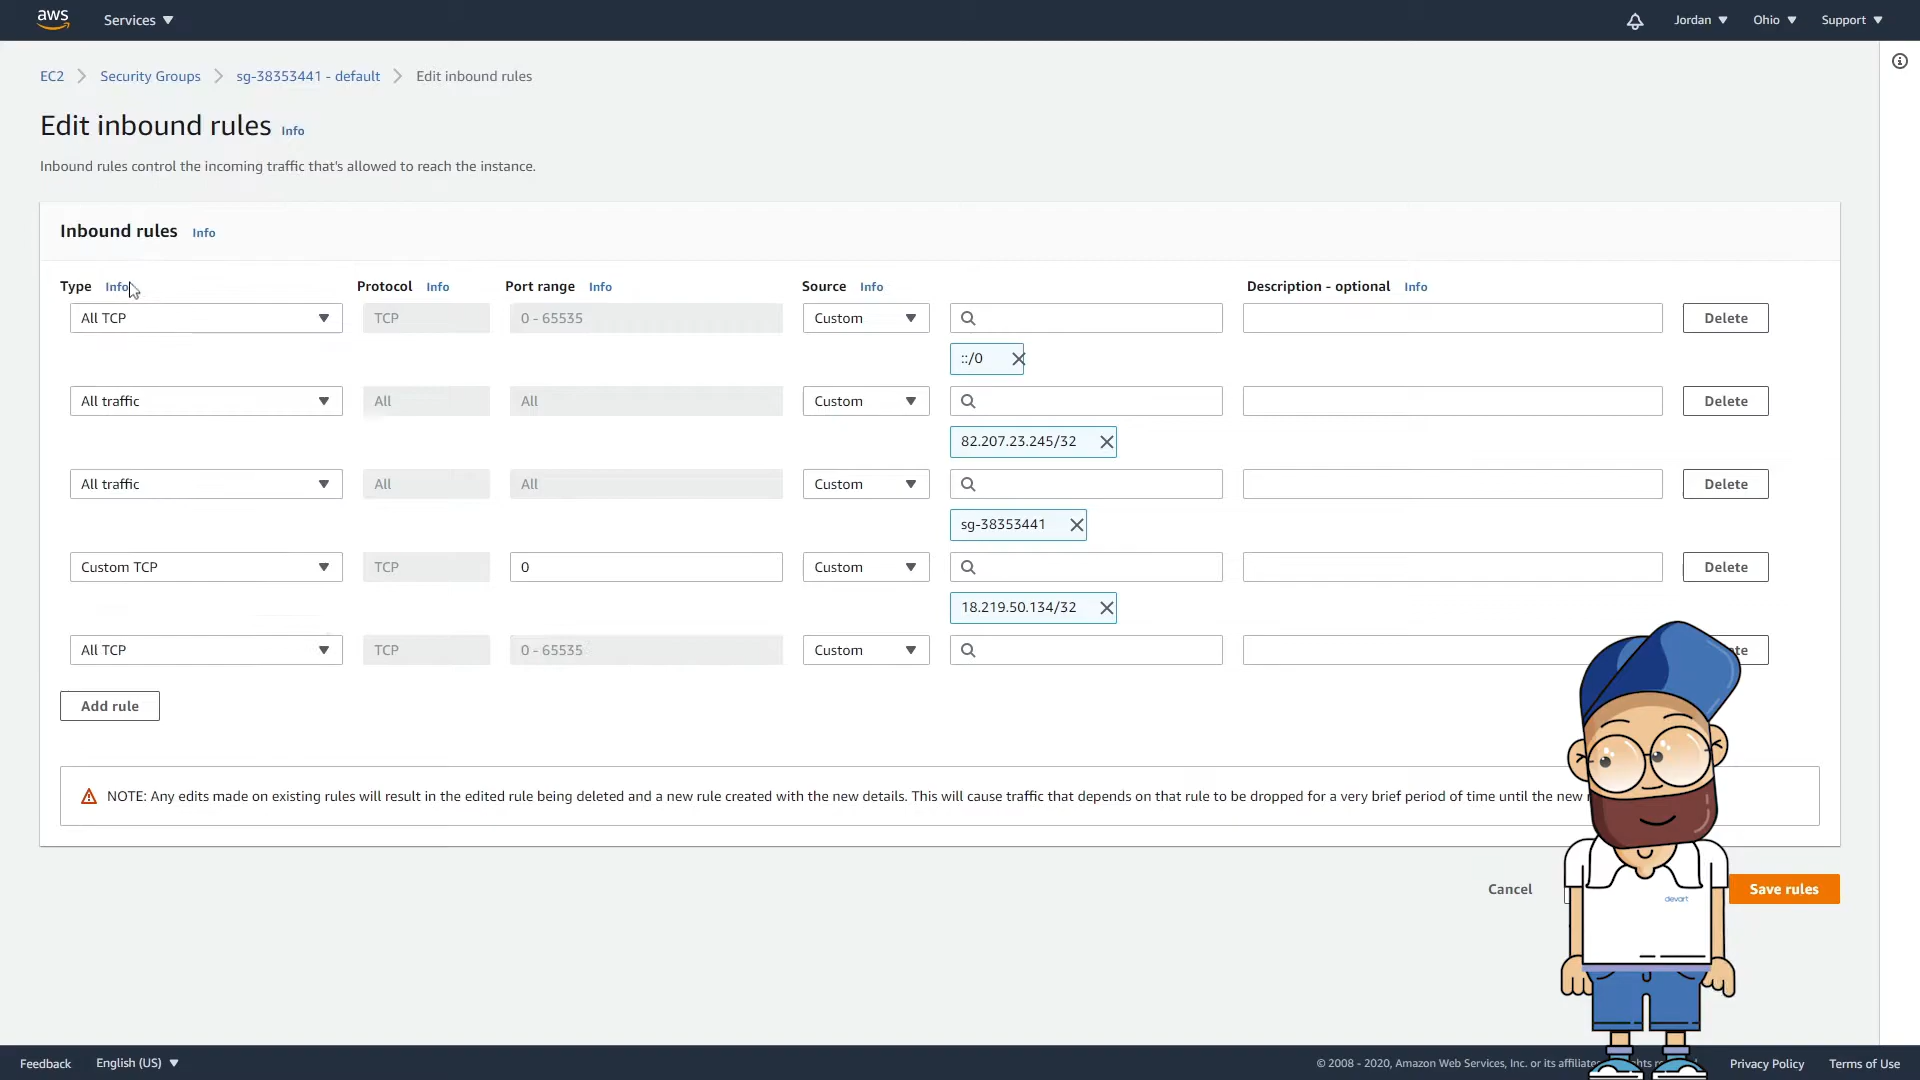 aws Services Jordan Ohio Support
EC2 Security Groups sg-38353441 - default Edit inbound rules
Edit inbound rules Info
Inbound rules control the incoming traffic that's allowed to reach the instance.
Inbound rules Info
Type Info Protocol Info Port range Info Source Info Description - optional Info
All TCP TCP 0 - 65535 Custom Delete
::/0
All traffic All All Custom Delete
82.207.23.245/32
All traffic All All Custom Delete
sg-38353441
Custom TCP TCP 0 Custom Delete
18.219.50.134/32
All TCP TCP 0 - 65535 Custom
Add rule
NOTE: Any edits made on existing rules will result in the edited rule being deleted and a new rule created with the new details. This will cause traffic that depends on that rule to be dropped for a very brief period of time until the new
Cancel Save rules
devart
Feedback English (US) © 2008 - 2020, Amazon Web Services, Inc. or its Privacy Policy Terms of Use